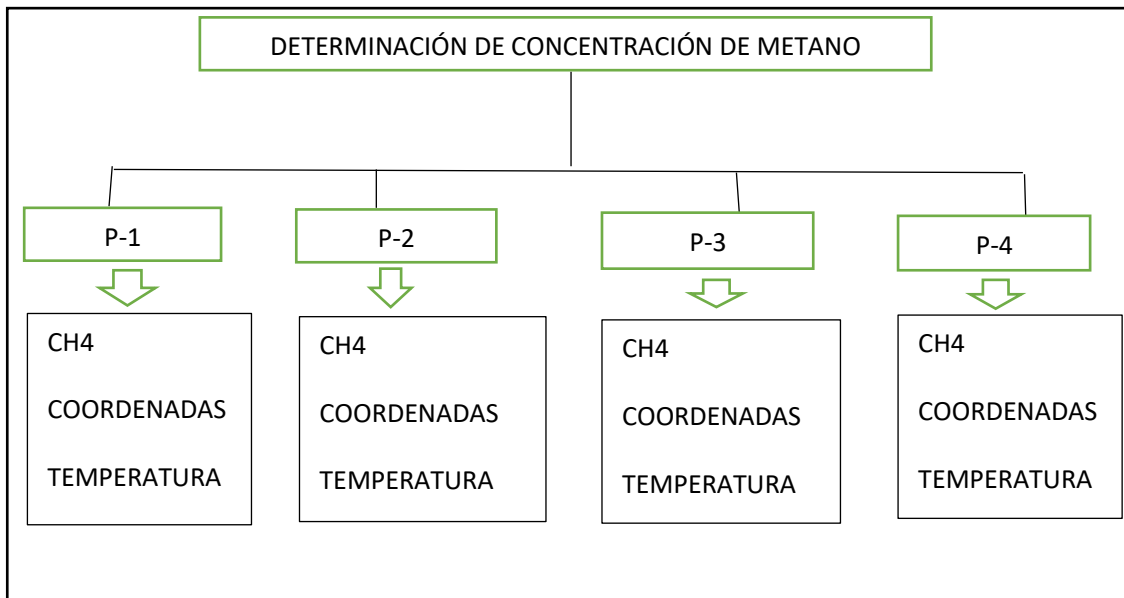 DETERMINACIÓN DE CONCENTRACIÓN DE METANO
P-1
P-2
P-3
P-4
CH4
COORDENADAS
TEMPERATURA
CH4
COORDENADAS
TEMPERATURA
CH4
COORDENADAS
TEMPERATURA
CH4
COORDENADAS
TEMPERATURA